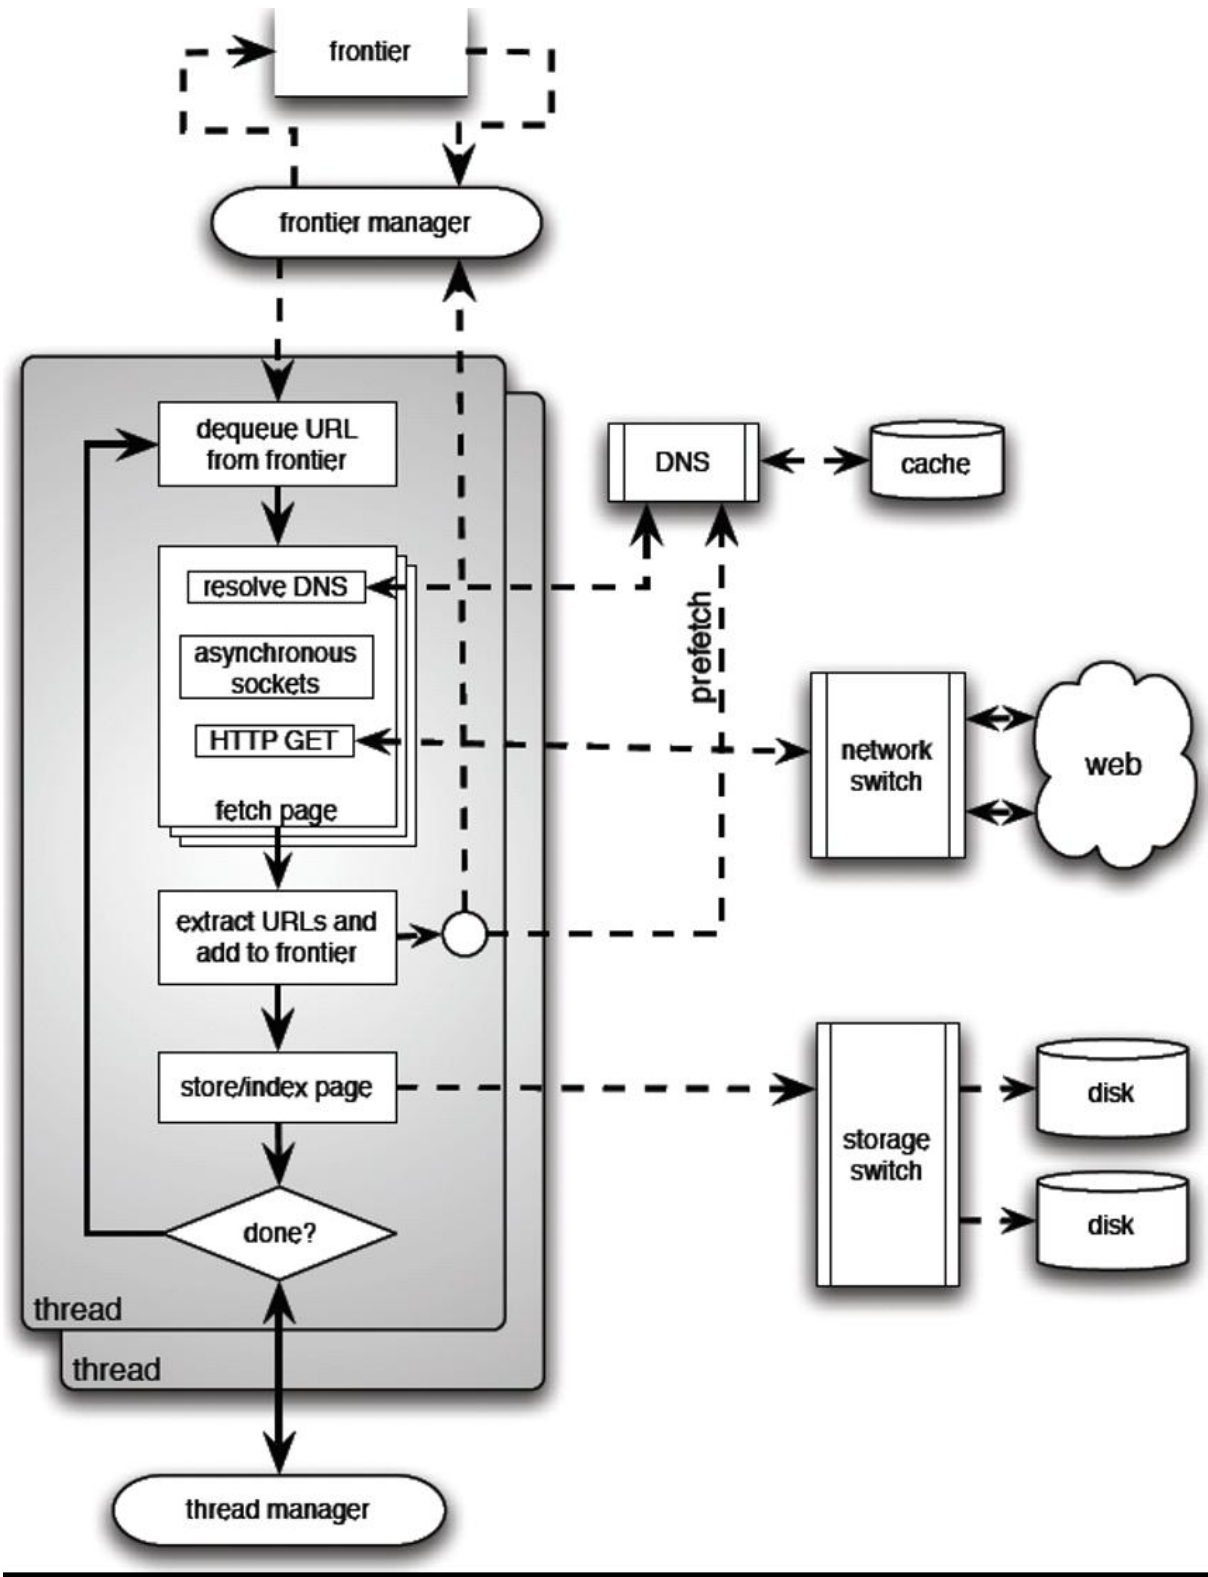 frontier
frontier manager
dequeue URL
from frontier
DNS
cache
resolve DNS
asynchronous
sockets
prefetch
HTTP GET
network
switch
web
fetch page
extract URLs and
add to frontier
store/index page
disk
storage
switch
disk
done?
thread
thread
thread manager